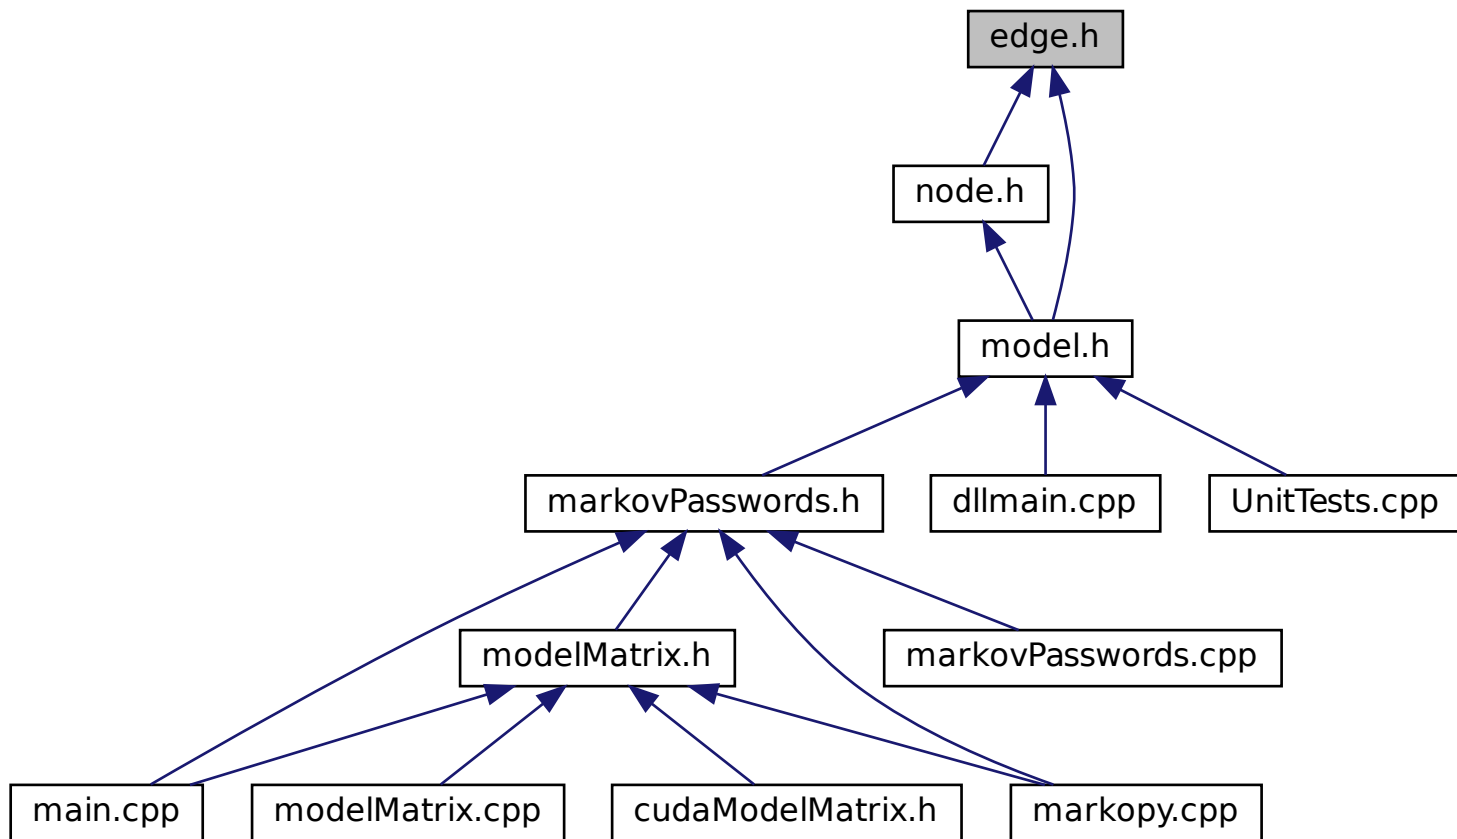 edge.h
node.h
model.h
markovPasswords.h
dllmain.cpp
UnitTests.cpp
modelMatrix.h
markovPasswords.cpp
main.cpp
modelMatrix.cpp
cudaModelMatrix.h
markopy.cpp